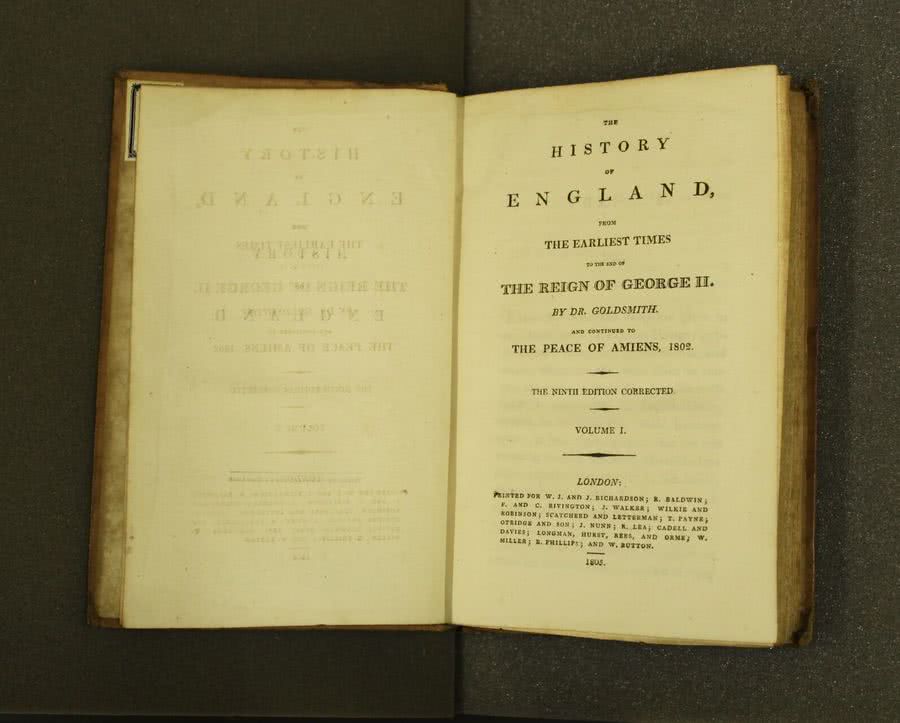 THE
HISTORY
OF
ENGLAND,
FROM
THE EARLIEST TIMES
TO THE END OF
THE REIGN OF GEORGE II.
BY DR. GOLDSMITH.
AND CONTINUED TO
THE PEACE OF AMIENS, 1802.
THE NINTH EDITION CORRECTED.
VOLUME I.
LONDON:
PRINTED FOR W. J. AND J. RICHARDSON; R. BALDWIN;
F. AND C. RIVINGTON; J. WALKER; WILKIE AND
ROBINSON; SCATCHERD AND LETTERMAN; T. PAYNE;
OTRIDGE AND SON; J. NUNN; R. LEA; CADELL AND
DAVIES; LONGMAN, HURST, REES, AND ORME; W.
MILLER; R. PHILLIPS; AND W. BUTTON.
1805.